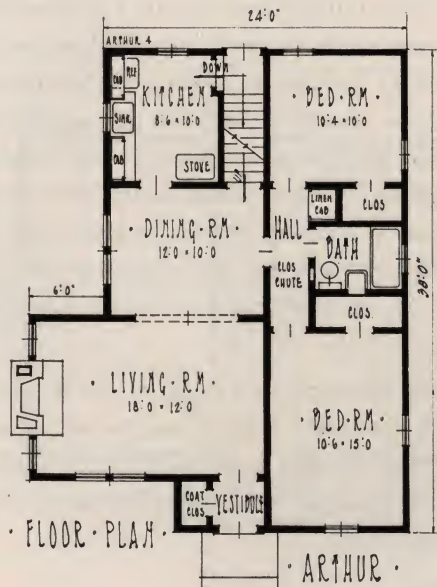 24'-0"
ARTHUR 4
CAB
REF
DOWN
KITCHEN
8'-6 x 10'-0
SINK
CAB
STOVE
UP
· BED · RM ·
10'-4 x 10'-0
LINEN
CAB
CLOS.
· DINING · RM ·
12'-0 x 10'-0
HALL
BATH
CLOS
CHUTE
38'-0"
6'-0"
CLOS.
· LIVING · RM ·
18'-0 x 12'-0
· BED · RM ·
10'-6 x 15'-0
COAT
CLOS
VESTIBULE
· FLOOR · PLAN ·
· ARTHUR ·